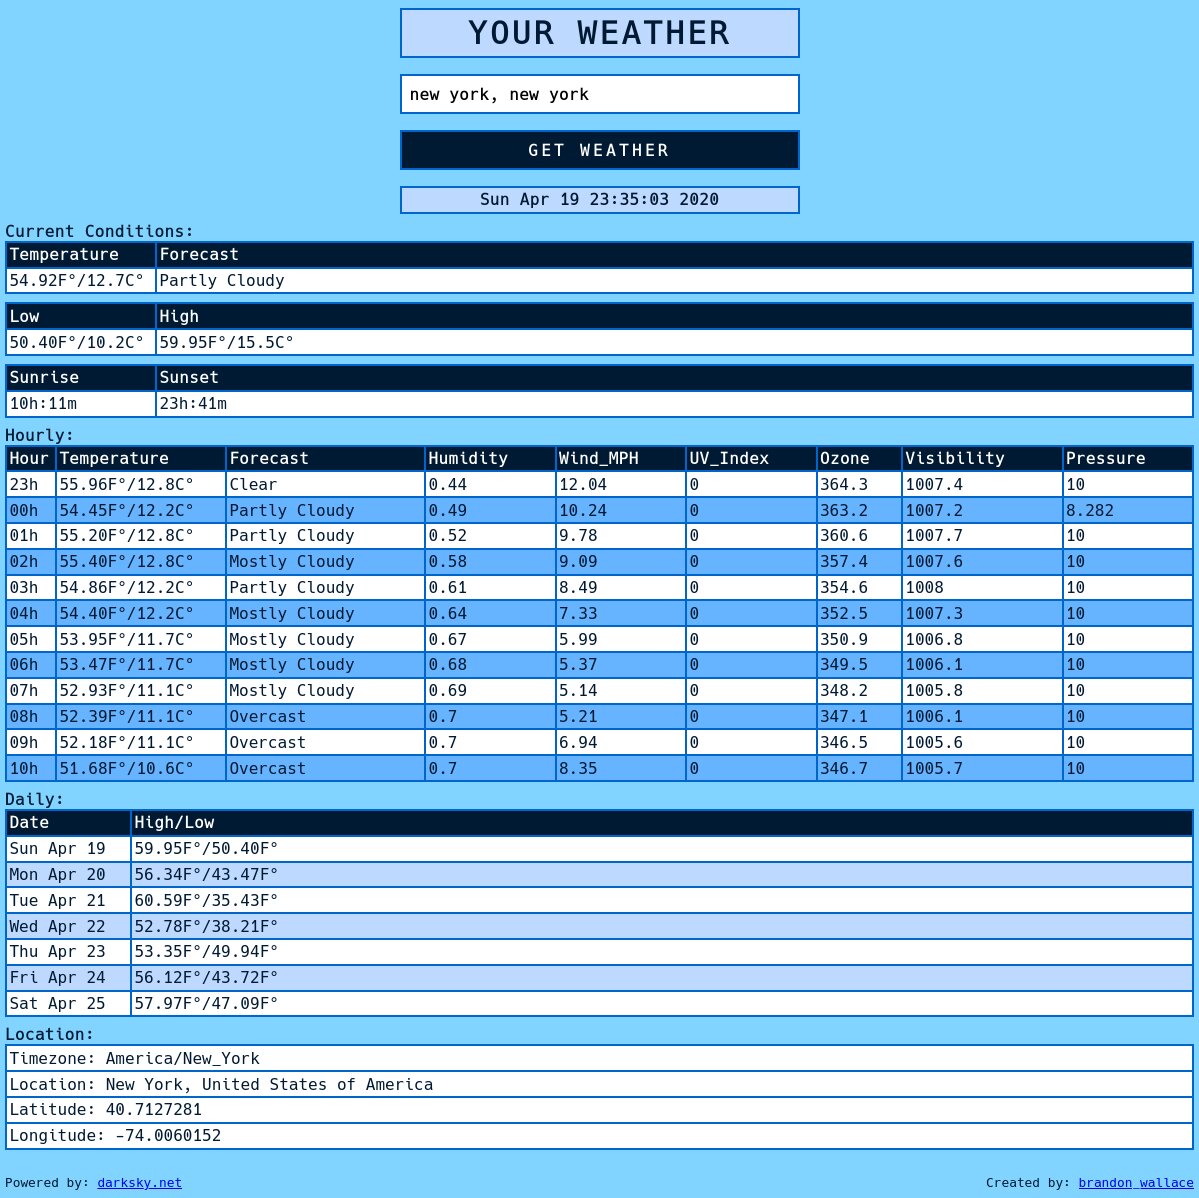 YOUR WEATHER
new york, new york
GET WEATHER
Sun Apr 19 23:35:03 2020
Current Conditions:
Temperature Forecast
54.92F°/12.7C° Partly Cloudy
Low High
50.40F°/10.2C° 59.95F°/15.5C°
Sunrise Sunset
10h:11m 23h:41m
Hourly:
Hour Temperature Forecast Humidity Wind_MPH UV_Index Ozone Visibility Pressure
23h 55.96F°/12.8C° Clear 0.44 12.04 0 364.3 1007.4 10
00h 54.45F°/12.2C° Partly Cloudy 0.49 10.24 0 363.2 1007.2 8.282
01h 55.20F°/12.8C° Partly Cloudy 0.52 9.78 0 360.6 1007.7 10
02h 55.40F°/12.8C° Mostly Cloudy 0.58 9.09 0 357.4 1007.6 10
03h 54.86F°/12.2C° Partly Cloudy 0.61 8.49 0 354.6 1008 10
04h 54.40F°/12.2C° Mostly Cloudy 0.64 7.33 0 352.5 1007.3 10
05h 53.95F°/11.7C° Mostly Cloudy 0.67 5.99 0 350.9 1006.8 10
06h 53.47F°/11.7C° Mostly Cloudy 0.68 5.37 0 349.5 1006.1 10
07h 52.93F°/11.1C° Mostly Cloudy 0.69 5.14 0 348.2 1005.8 10
08h 52.39F°/11.1C° Overcast 0.7 5.21 0 347.1 1006.1 10
09h 52.18F°/11.1C° Overcast 0.7 6.94 0 346.5 1005.6 10
10h 51.68F°/10.6C° Overcast 0.7 8.35 0 346.7 1005.7 10
Daily:
Date High/Low
Sun Apr 19 59.95F°/50.40F°
Mon Apr 20 56.34F°/43.47F°
Tue Apr 21 60.59F°/35.43F°
Wed Apr 22 52.78F°/38.21F°
Thu Apr 23 53.35F°/49.94F°
Fri Apr 24 56.12F°/43.72F°
Sat Apr 25 57.97F°/47.09F°
Location:
Timezone: America/New_York
Location: New York, United States of America
Latitude: 40.7127281
Longitude: -74.0060152
Powered by: darksky.net Created by: brandon wallace